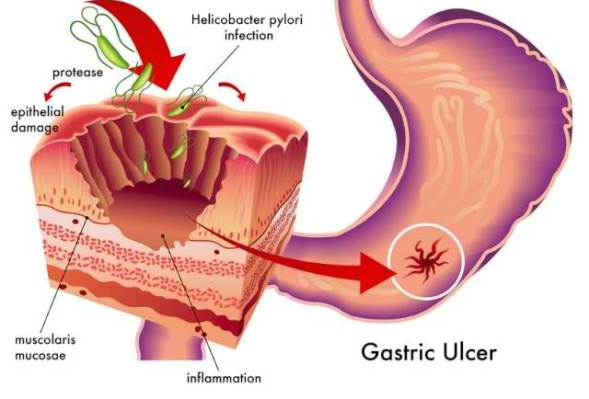 Helicobacter pylori
infection
protease
epithelial
damage
muscolaris
mucosae
inflammation
Gastric Ulcer